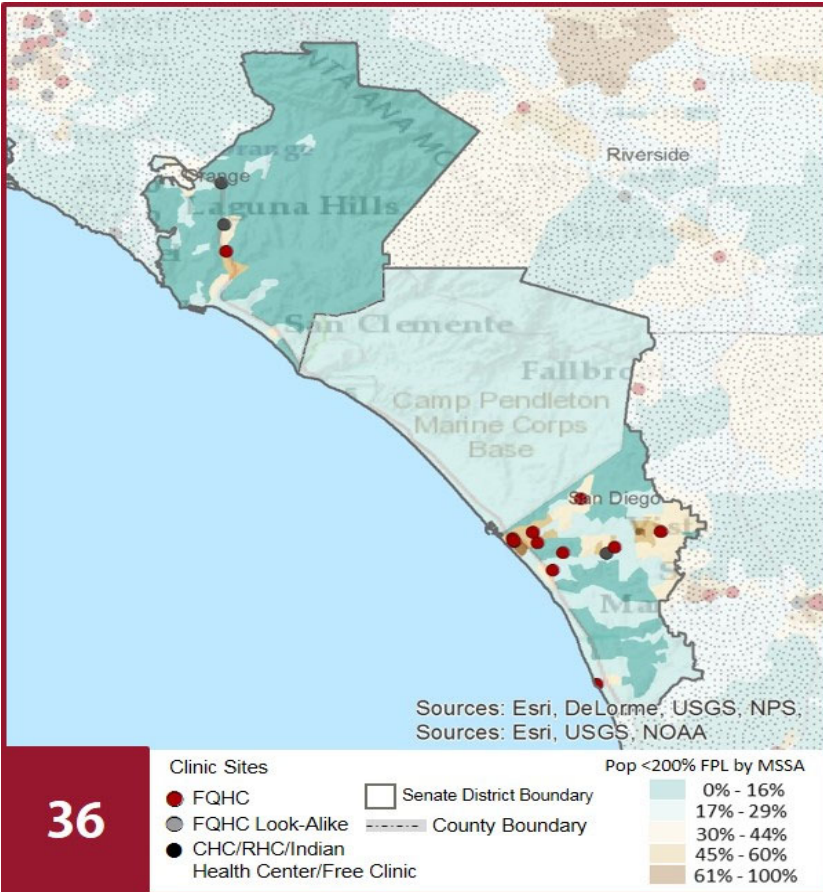 Orange
Laguna Hills
Riverside
San Clemente
Fallbro
Camp Pendleton
Marine Corps
Base
San Diego
Vist
S
Mar
Sources: Esri, DeLorme, USGS, NPS,
Sources: Esri, USGS, NOAA
36
Clinic Sites
FQHC
FQHC Look-Alike
CHC/RHC/Indian
Health Center/Free Clinic
Senate District Boundary
County Boundary
Pop <200% FPL by MSSA
0% - 16%
17% - 29%
30% - 44%
45% - 60%
61% - 100%